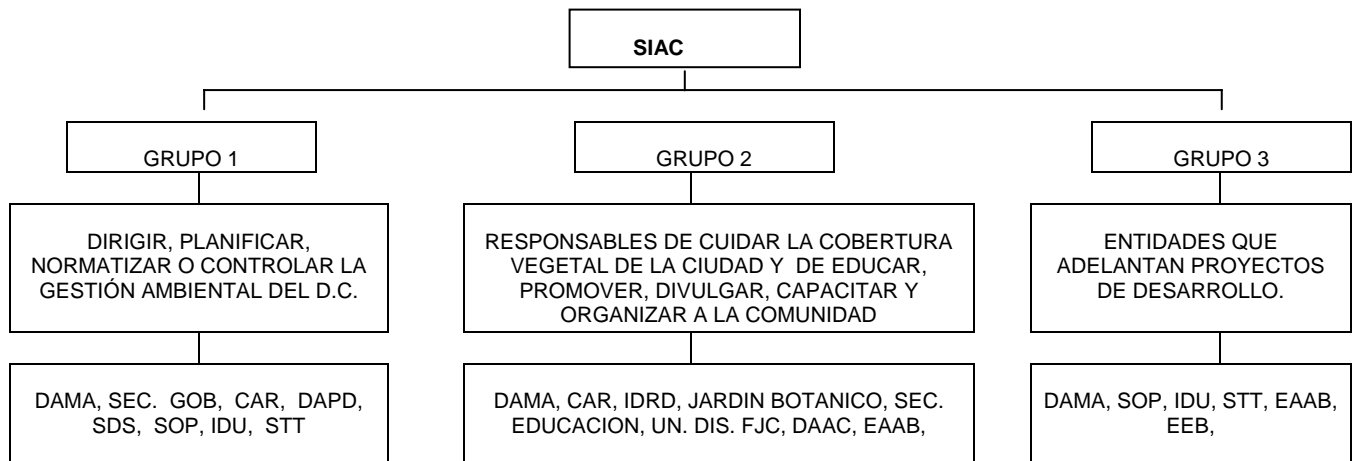 SIAC
GRUPO 1
GRUPO 2
GRUPO 3
DIRIGIR, PLANIFICAR,
NORMATIZAR O CONTROLAR LA
GESTIÓN AMBIENTAL DEL D.C.
RESPONSABLES DE CUIDAR LA COBERTURA
VEGETAL DE LA CIUDAD Y DE EDUCAR,
PROMOVER, DIVULGAR, CAPACITAR Y
ORGANIZAR A LA COMUNIDAD
ENTIDADES QUE
ADELANTAN PROYECTOS
DE DESARROLLO.
DAMA, SEC. GOB, CAR, DAPD,
SDS, SOP, IDU, STT
DAMA, CAR, IDRD, JARDIN BOTANICO, SEC.
EDUCACION, UN. DIS. FJC, DAAC, EAAB,
DAMA, SOP, IDU, STT, EAAB,
EEB,